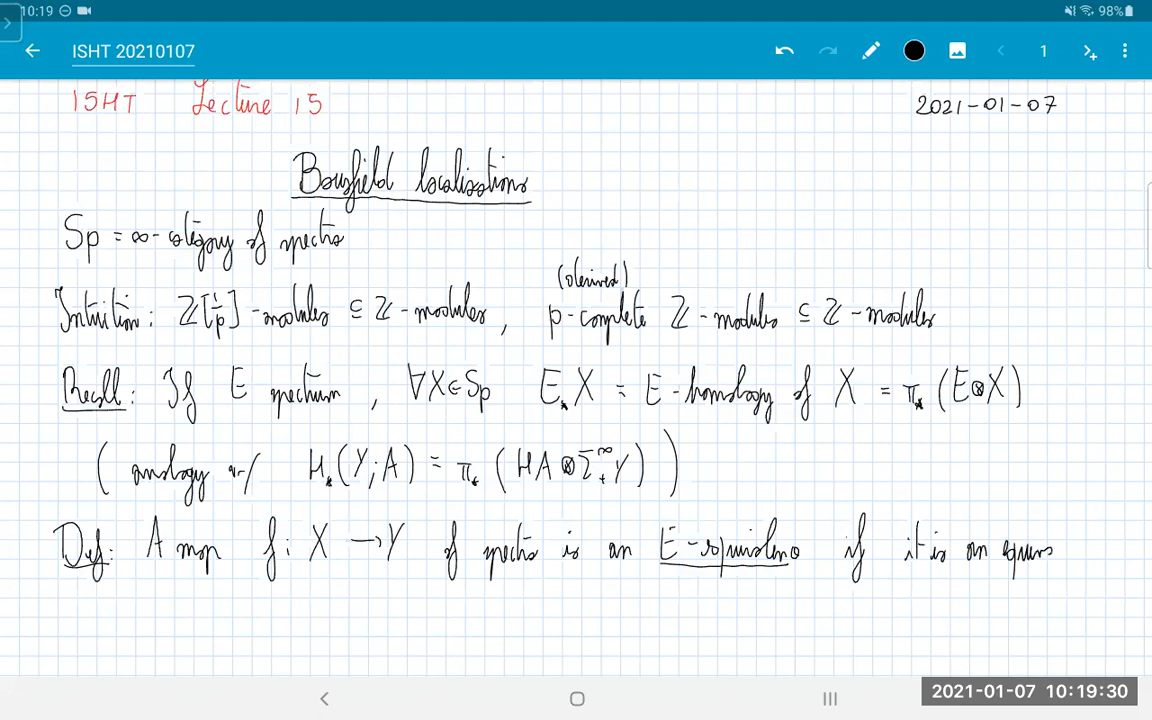 10:19
98%
ISHT 20210107
1
ISHT Lecture 15
2021-01-07
Bousfield localisations
Sp = ∞-category of spectra
(derived)
Intuition: ℤ[1/p]-modules ⊆ ℤ-modules, p-complete ℤ-modules ⊆ ℤ-modules
Recall: If E spectrum, ∀X∈Sp E⁎X = E-homology of X = π⁎(E⊗X)
(analogy w/ H⁎(Y;A) = π⁎(HA⊗Σ₊^∞Y))
Def: A map f: X → Y of spectra is an E-equivalence if it is an equiva
2021-01-07 10:19:30